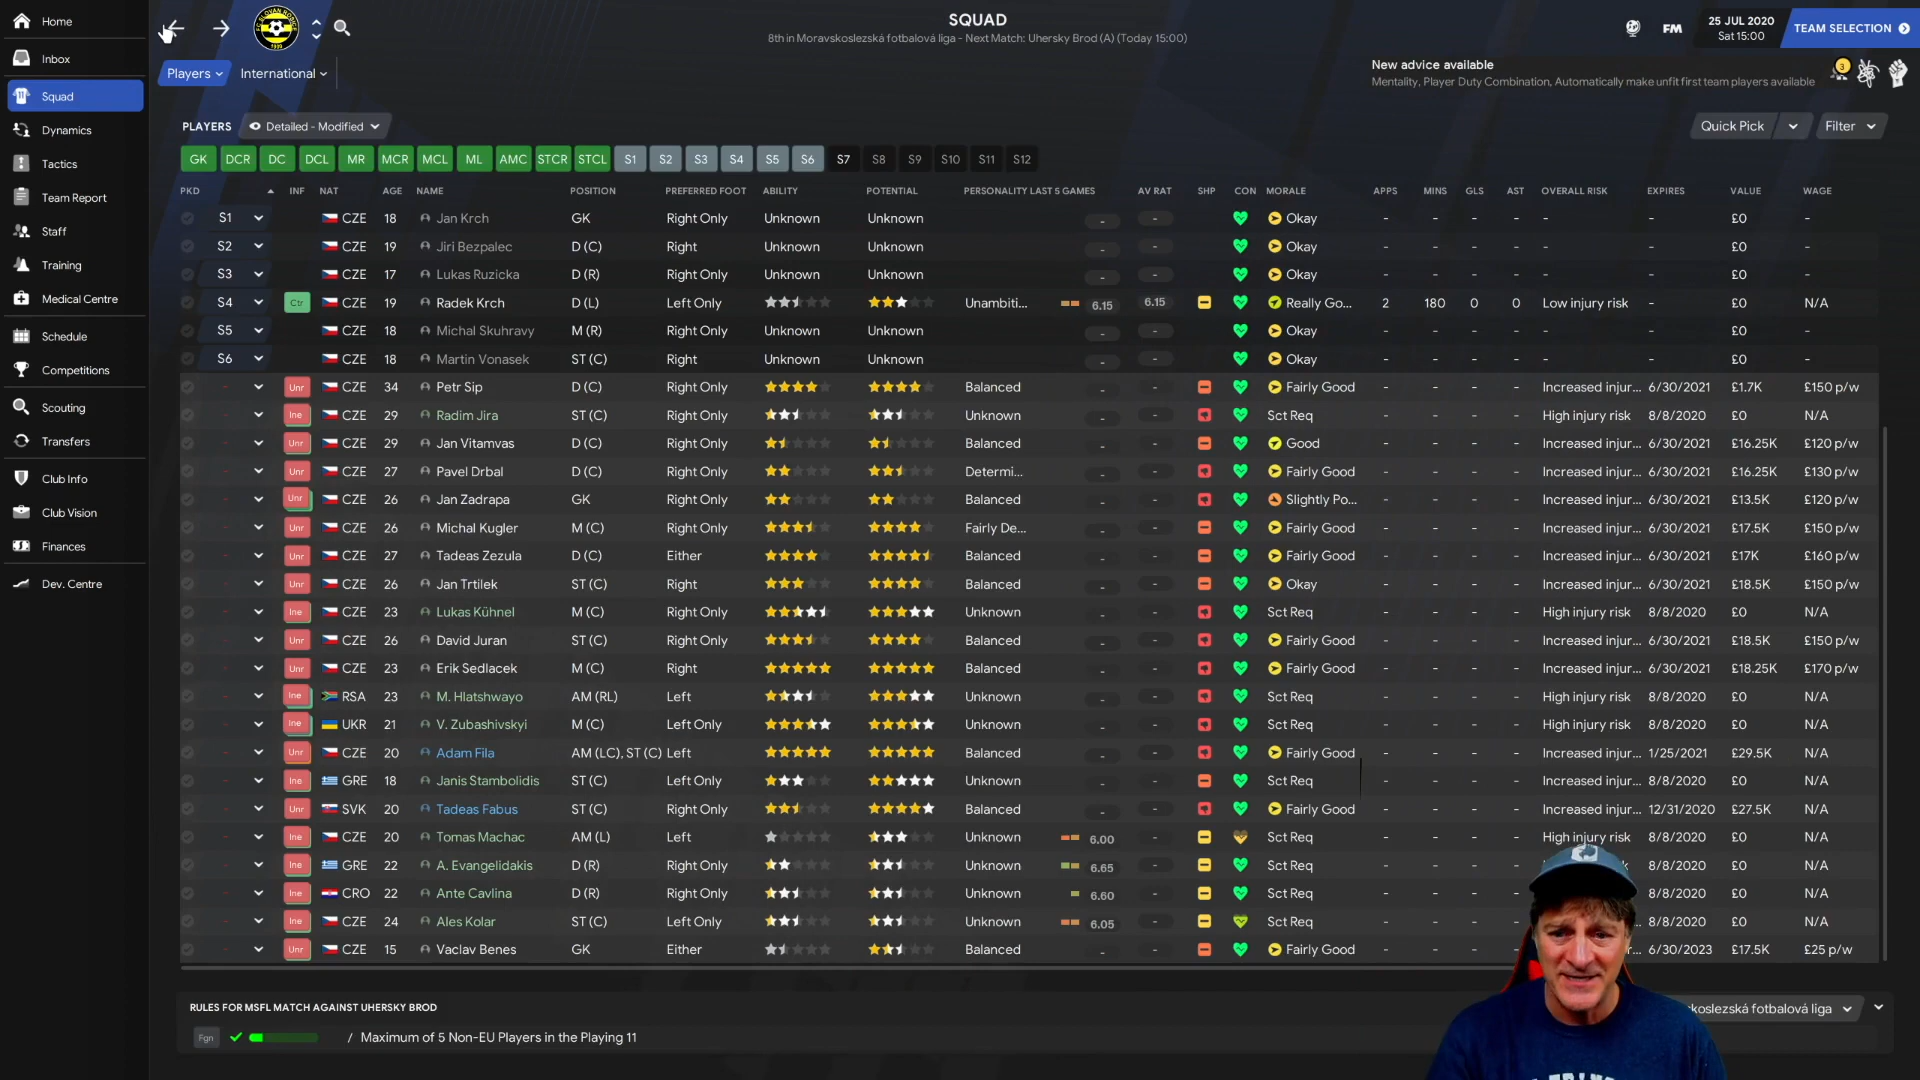 Home
SQUAD
8th in Moravskoslezská fotbalová liga - Next Match: Uhersky Brod (A) (Today 15:00)
FM
25 JUL 2020
Sat 15:00
TEAM SELECTION
Inbox
Squad
Dynamics
Tactics
Team Report
Staff
Training
Medical Centre
Schedule
Competitions
Scouting
Transfers
Club Info
Club Vision
Finances
Dev. Centre
Players International
New advice available
Mentality, Player Duty Combination, Automatically make unfit first team players available
3
PLAYERS Detailed - Modified Quick Pick Filter
GK DCR DC DCL MR MCR MCL ML AMC STCR STCL S1 S2 S3 S4 S5 S6 S7 S8 S9 S10 S11 S12
PKD INF NAT AGE NAME POSITION PREFERRED FOOT ABILITY POTENTIAL PERSONALITY LAST 5 GAMES AV RAT SHP CON MORALE APPS MINS GLS AST OVERALL RISK EXPIRES VALUE WAGE
S1 CZE 18 Jan Krch GK Right Only Unknown Unknown - - Okay - - - - - - £0 -
S2 CZE 19 Jiri Bezpalec D (C) Right Unknown Unknown - - Okay - - - - - - £0 -
S3 CZE 17 Lukas Ruzicka D (R) Right Only Unknown Unknown - - Okay - - - - - - £0 -
S4 Ctr CZE 19 Radek Krch D (L) Left Only Unambiti... 6.15 6.15 Really Go... 2 180 0 0 Low injury risk - £0 N/A
S5 CZE 18 Michal Skuhravy M (R) Right Only Unknown Unknown - - Okay - - - - - - £0 -
S6 CZE 18 Martin Vonasek ST (C) Right Unknown Unknown - - Okay - - - - - - £0 -
- Unr CZE 34 Petr Sip D (C) Right Only Balanced - - Fairly Good - - - - Increased injur... 6/30/2021 £1.7K £150 p/w
- Ine CZE 29 Radim Jira ST (C) Right Only Unknown - - Sct Req - - - - High injury risk 8/8/2020 £0 N/A
- Unr CZE 29 Jan Vitamvas D (C) Right Only Balanced - - Good - - - - Increased injur... 6/30/2021 £16.25K £120 p/w
- Unr CZE 27 Pavel Drbal D (C) Right Only Determi... - - Fairly Good - - - - Increased injur... 6/30/2021 £16.25K £130 p/w
- Unr CZE 26 Jan Zadrapa GK Right Only Balanced - - Slightly Po... - - - - Increased injur... 6/30/2021 £13.5K £120 p/w
- Unr CZE 26 Michal Kugler M (C) Right Only Fairly De... - - Fairly Good - - - - Increased injur... 6/30/2021 £17.5K £150 p/w
- Unr CZE 27 Tadeas Zezula D (C) Either Balanced - - Fairly Good - - - - Increased injur... 6/30/2021 £17K £160 p/w
- Unr CZE 26 Jan Trtilek ST (C) Right Balanced - - Okay - - - - Increased injur... 6/30/2021 £18.5K £150 p/w
- Ine CZE 23 Lukas Kühnel M (C) Right Only Unknown - - Sct Req - - - - High injury risk 8/8/2020 £0 N/A
- Unr CZE 26 David Juran ST (C) Right Only Balanced - - Fairly Good - - - - Increased injur... 6/30/2021 £18.5K £150 p/w
- Unr CZE 23 Erik Sedlacek M (C) Right Balanced - - Fairly Good - - - - Increased injur... 6/30/2021 £18.25K £170 p/w
- Ine RSA 23 M. Hlatshwayo AM (RL) Left Unknown - - Sct Req - - - - High injury risk 8/8/2020 £0 N/A
- Ine UKR 21 V. Zubashivskyi M (C) Left Only Unknown - - Sct Req - - - - High injury risk 8/8/2020 £0 N/A
- Unr CZE 20 Adam Fila AM (LC), ST (C) Left Balanced - - Fairly Good - - - - Increased injur... 1/25/2021 £29.5K N/A
- Ine GRE 18 Janis Stambolidis ST (C) Left Only Unknown - - Sct Req - - - - Increased injur... 8/8/2020 £0 N/A
- Unr SVK 20 Tadeas Fabus ST (C) Right Only Balanced - - Fairly Good - - - - Increased injur... 12/31/2020 £27.5K N/A
- Ine CZE 20 Tomas Machac AM (L) Left Unknown 6.00 - Sct Req - - - - High injury risk 8/8/2020 £0 N/A
- Ine GRE 22 A. Evangelidakis D (R) Right Only Unknown 6.65 - Sct Req - - - - 8/8/2020 £0 N/A
- Ine CRO 22 Ante Cavlina D (R) Right Only Unknown 6.60 - Sct Req - - - - 8/8/2020 £0 N/A
- Ine CZE 24 Ales Kolar ST (C) Left Only Unknown 6.05 - Sct Req - - - - 8/8/2020 £0 N/A
- Unr CZE 15 Vaclav Benes GK Either Balanced - - Fairly Good - - - - 6/30/2023 £17.5K £25 p/w
RULES FOR MSFL MATCH AGAINST UHERSKY BROD
koslezská fotbalová liga
Fgn / Maximum of 5 Non-EU Players in the Playing 11